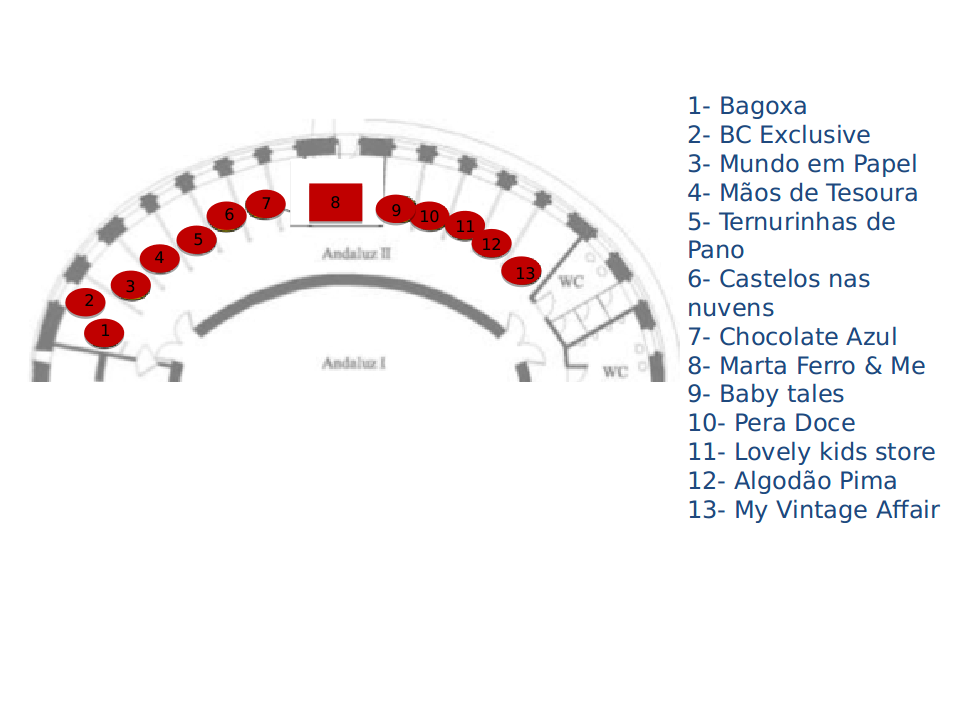 1- Bagoxa
2- BC Exclusive
3- Mundo em Papel
4- Mãos de Tesoura
5- Ternurinhas de
Pano
6- Castelos nas
nuvens
7- Chocolate Azul
8- Marta Ferro & Me
9- Baby tales
10- Pera Doce
11- Lovely kids store
12- Algodão Pima
13- My Vintage Affair
8
7
9
6
10
11
5
12
Andaluz II
4
13
WC
3
2
1
Andaluz I
WC